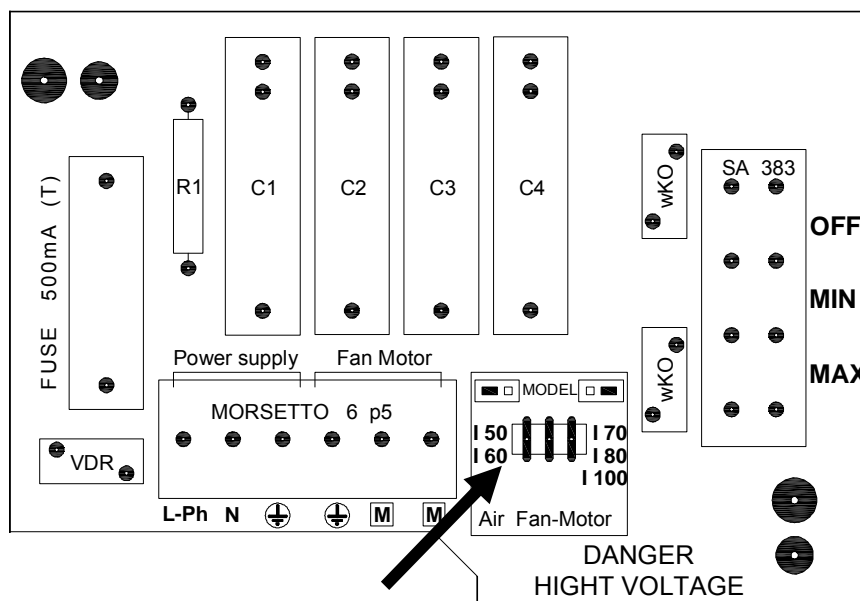 FUSE 500mA (T)
R1
C1
C2
C3
C4
wKO
wKO
SA 383
OFF
MIN
MAX
Power supply
Fan Motor
MORSETTO 6 p5
VDR
L-Ph N M M
MODEL
I 50
I 60
I 70
I 80
I 100
Air Fan-Motor
DANGER
HIGHT VOLTAGE